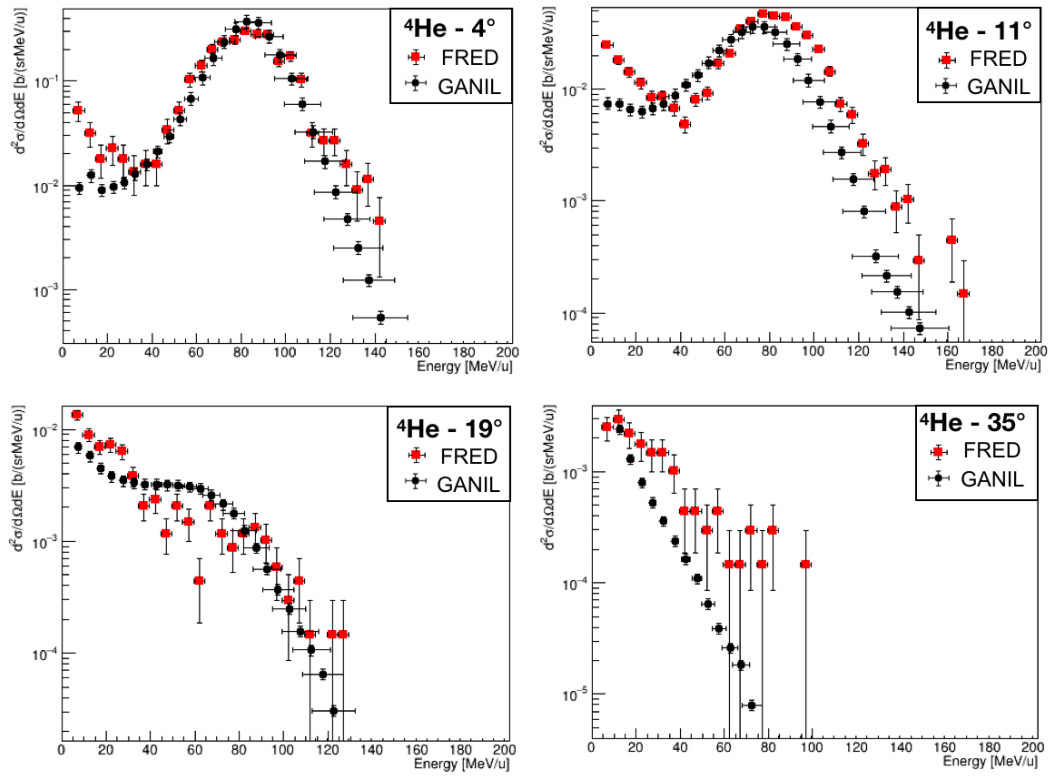 ⁴He - 4°
FRED
GANIL
d²σ/dΩdE [b/(srMeV/u)]
10⁻¹
10⁻²
10⁻³
0 20 40 60 80 100 120 140 160 180 200
Energy [MeV/u]
⁴He - 11°
FRED
GANIL
d²σ/dΩdE [b/(srMeV/u)]
10⁻²
10⁻³
10⁻⁴
0 20 40 60 80 100 120 140 160 180 200
Energy [MeV/u]
⁴He - 19°
FRED
GANIL
d²σ/dΩdE [b/(srMeV/u)]
10⁻²
10⁻³
10⁻⁴
0 20 40 60 80 100 120 140 160 180 200
Energy [MeV/u]
⁴He - 35°
FRED
GANIL
d²σ/dΩdE [b/(srMeV/u)]
10⁻³
10⁻⁴
10⁻⁵
0 20 40 60 80 100 120 140 160 180 200
Energy [MeV/u]